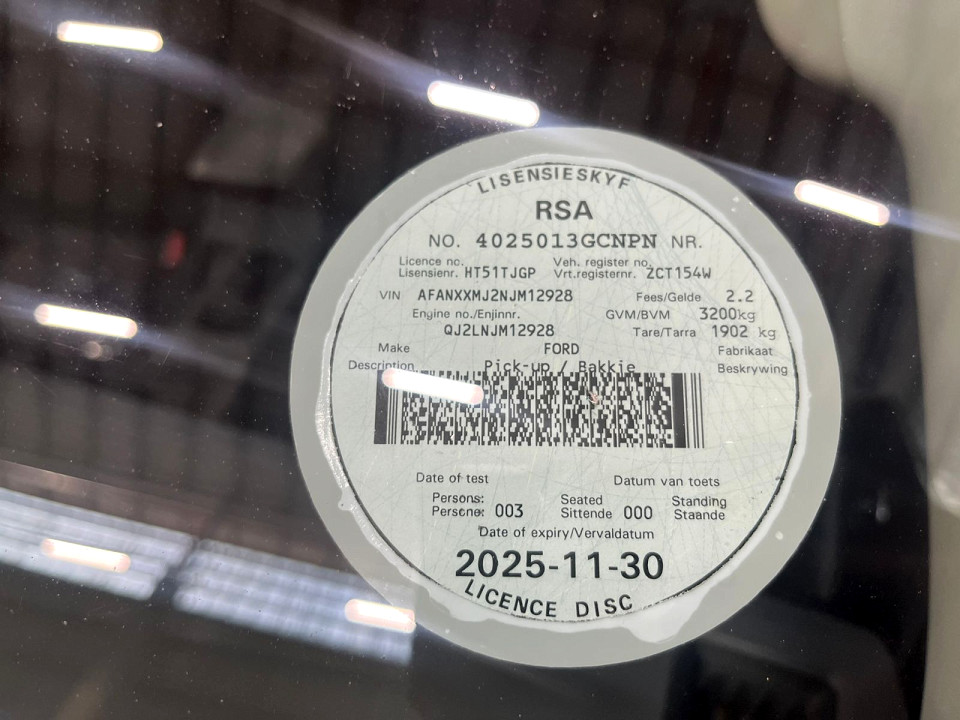 LISENSIESKYF
RSA
NO. 4025013GCNPN NR.
Licence no. Veh. register no.
Lisensienr. HT51TJGP Vrt.registernr. ZCT154W
VIN AFANXXMJ2NJM12928 Fees/Gelde 2.2
Engine no./Enjinnr. GVM/BVM 3200kg
QJ2LNJM12928 Tare/Tarra 1902 kg
Make FORD Fabrikaat
Description Pick-up / Bakkie Beskrywing
Date of test Datum van toets
Persons: Seated Standing
Persone: 003 Sittende 000 Staande
Date of expiry/Vervaldatum
2025-11-30
LICENCE DISC